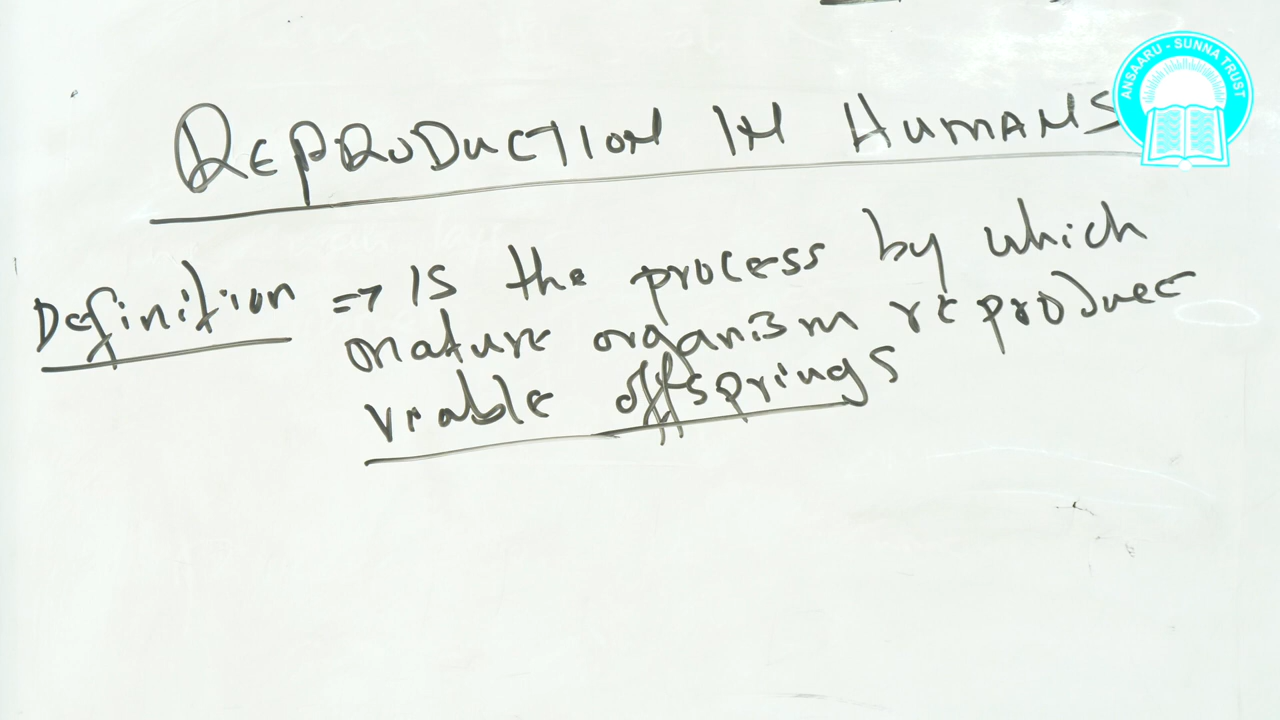 REPRODUCTION IN HUMANS
ANSAARU - SUNNA TRUST
Definition => Is the process by which
mature organism reproduce
viable offsprings